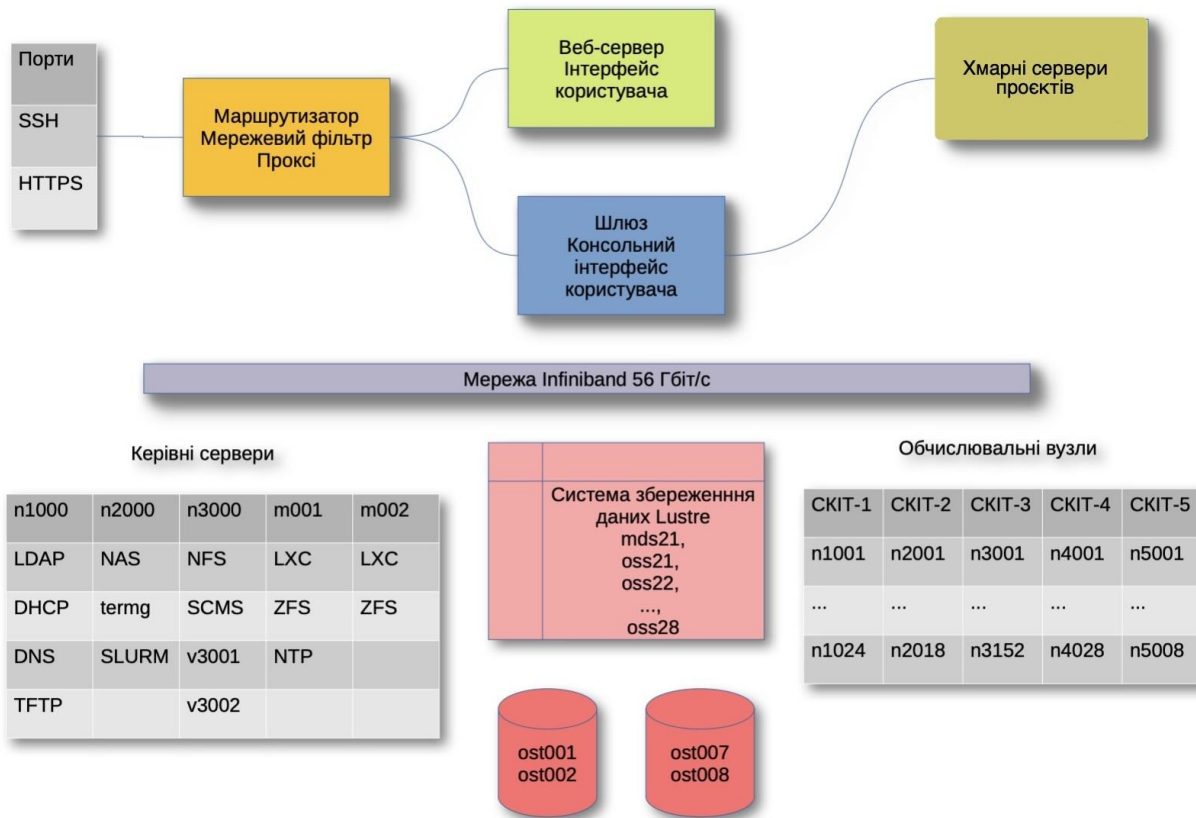 Порти
SSH
HTTPS
Маршрутизатор
Мережевий фільтр
Проксі
Веб-сервер
Інтерфейс
користувача
Шлюз
Консольний
інтерфейс
користувача
Хмарні сервери
проєктів
Мережа Infiniband 56 Гбіт/с
Керівні сервери
n1000 n2000 n3000 m001 m002
LDAP NAS NFS LXC LXC
DHCP termg SCMS ZFS ZFS
DNS SLURM v3001 NTP
TFTP v3002
Система збереженння
даних Lustre
mds21,
oss21,
oss22,
...,
oss28
ost001
ost002
ost007
ost008
Обчислювальні вузли
СКІТ-1 СКІТ-2 СКІТ-3 СКІТ-4 СКІТ-5
n1001 n2001 n3001 n4001 n5001
... ... ... ... ...
n1024 n2018 n3152 n4028 n5008